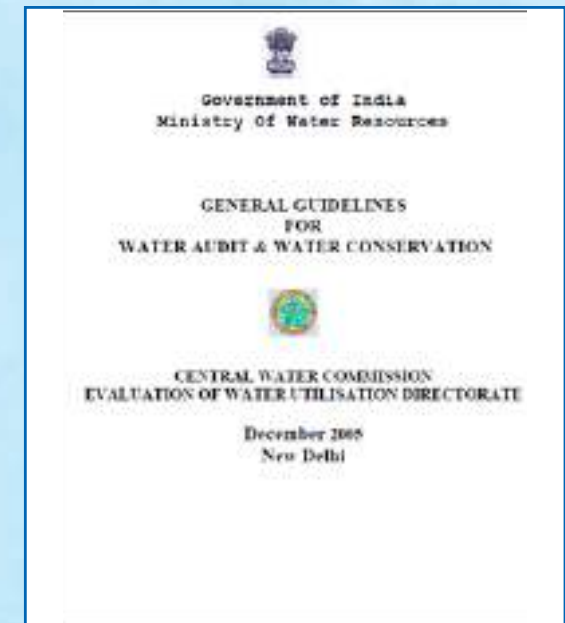 Government of India
Ministry Of Water Resources
GENERAL GUIDELINES
FOR
WATER AUDIT & WATER CONSERVATION
CENTRAL WATER COMMISSION
EVALUATION OF WATER UTILISATION DIRECTORATE
December 2005
New Delhi